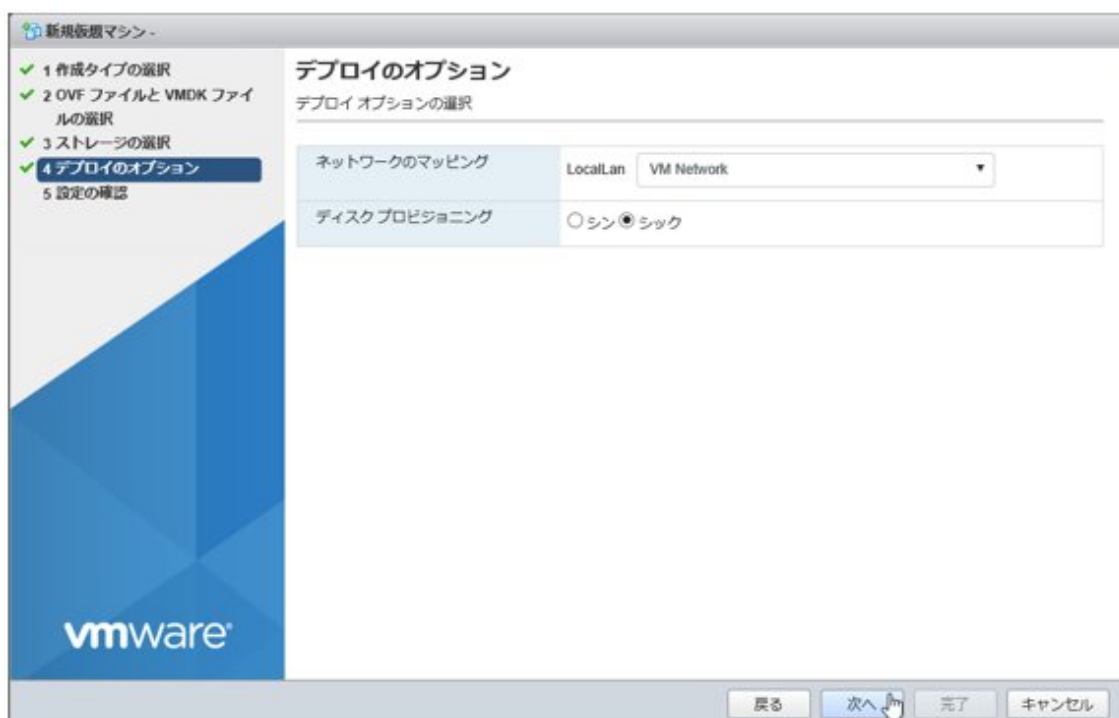 新規仮想マシン -
1 作成タイプの選択
2 OVF ファイルと VMDK ファイ
ルの選択
3 ストレージの選択
4 デプロイのオプション
5 設定の確認
デプロイのオプション
デプロイ オプションの選択
ネットワークのマッピング
LocalLan VM Network
ディスク プロビジョニング
シン シック
vmware
戻る 次へ 完了 キャンセル